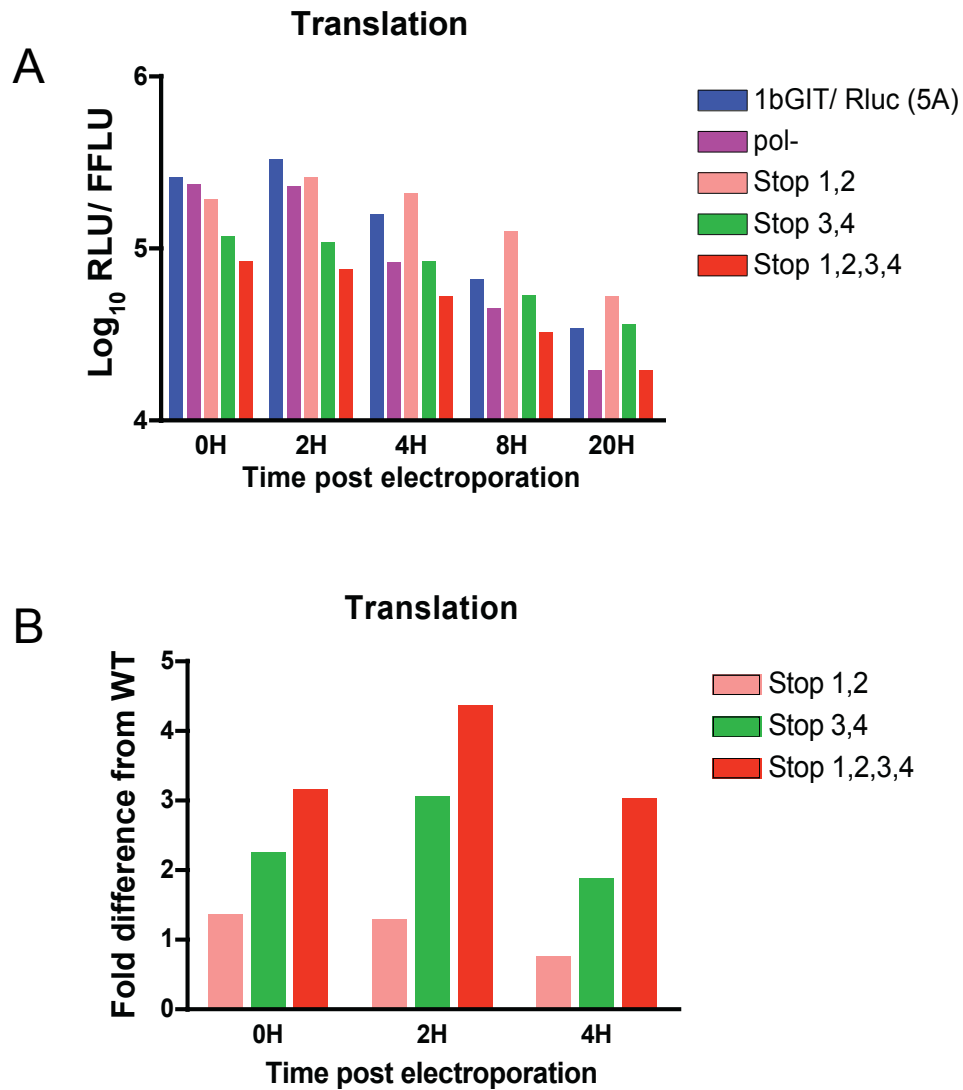 A
Translation
Log10 RLU/ FFLU
6
5
4
0H 2H 4H 8H 20H
Time post electroporation
1bGIT/ Rluc (5A)
pol-
Stop 1,2
Stop 3,4
Stop 1,2,3,4
B
Translation
Fold difference from WT
5
4
3
2
1
0
0H 2H 4H
Time post electroporation
Stop 1,2
Stop 3,4
Stop 1,2,3,4